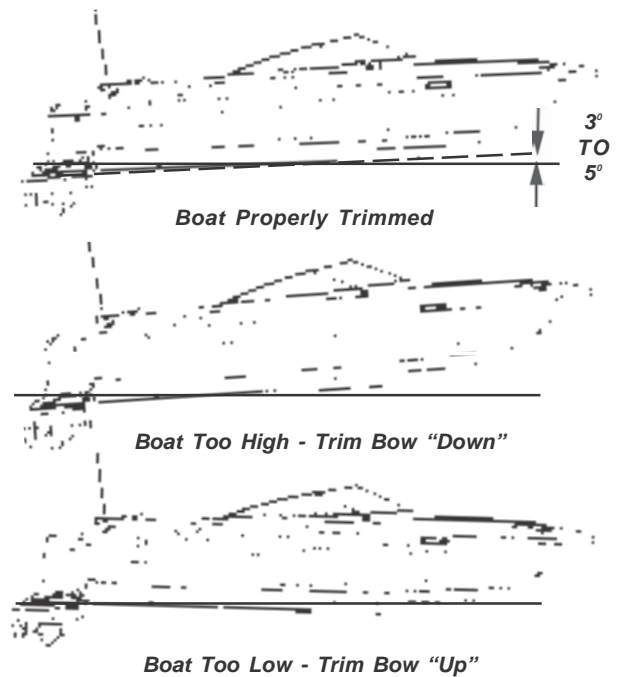 3° 
TO
5°
Boat Properly Trimmed
Boat Too High - Trim Bow “Down”
Boat Too Low - Trim Bow “Up”